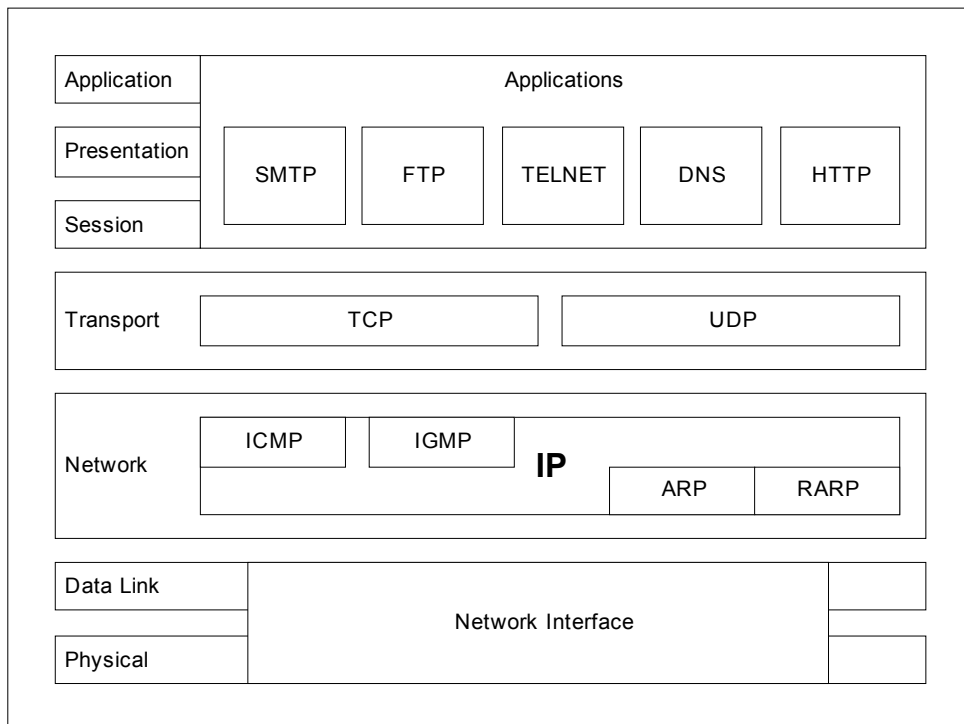 Application
Applications
Presentation
SMTP
FTP
TELNET
DNS
HTTP
Session
Transport
TCP
UDP
ICMP
IGMP
Network
IP
ARP
RARP
Data Link
Network Interface
Physical